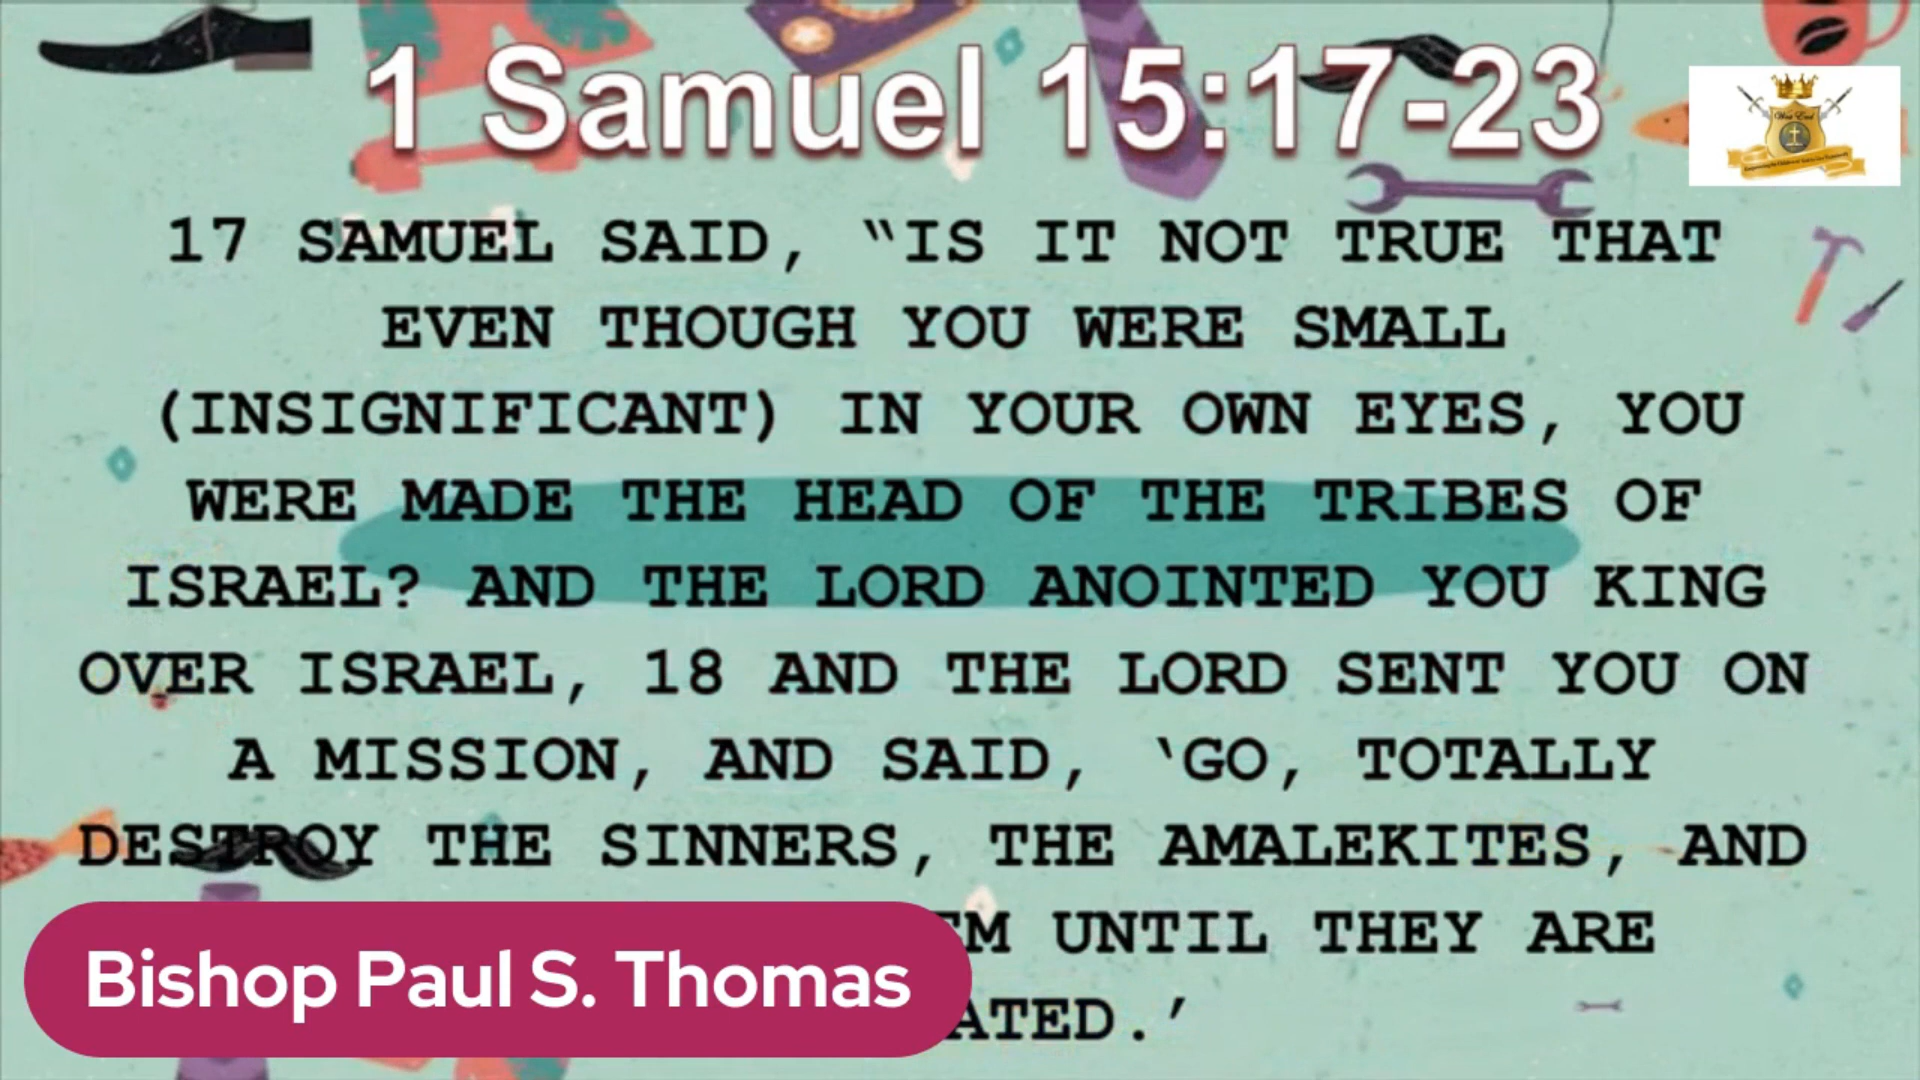 1 Samuel 15:17-23
West End
17 SAMUEL SAID, “IS IT NOT TRUE THAT
EVEN THOUGH YOU WERE SMALL
(INSIGNIFICANT) IN YOUR OWN EYES, YOU
WERE MADE THE HEAD OF THE TRIBES OF
ISRAEL? AND THE LORD ANOINTED YOU KING
OVER ISRAEL, 18 AND THE LORD SENT YOU ON
A MISSION, AND SAID, ‘GO, TOTALLY
DESTROY THE SINNERS, THE AMALEKITES, AND
EM UNTIL THEY ARE
ATED.’
Bishop Paul S. Thomas